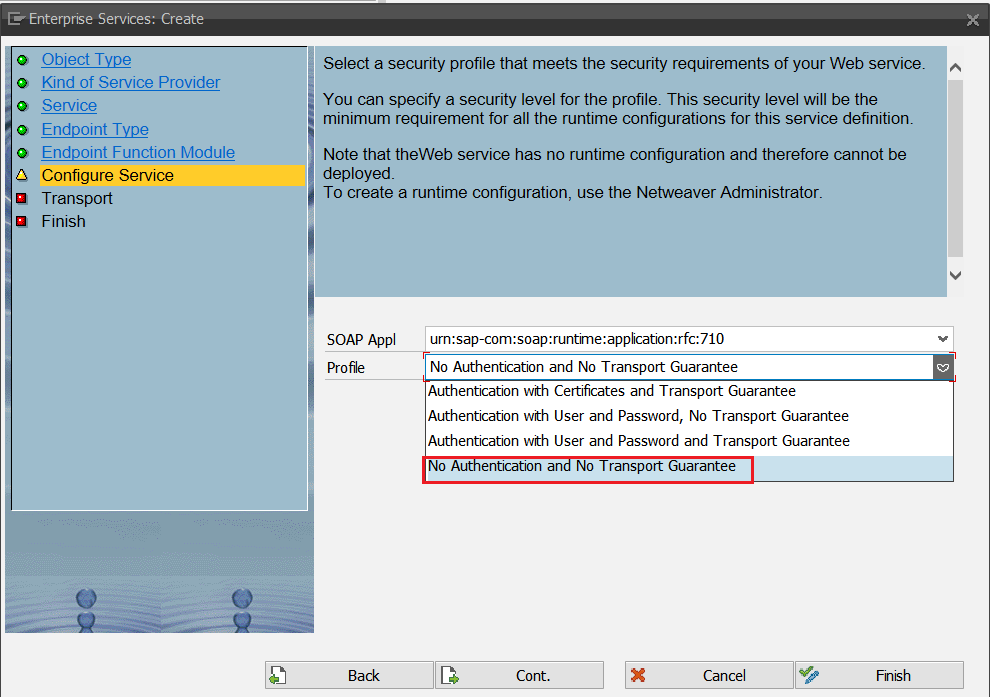 Enterprise Services: Create
Object Type
Kind of Service Provider
Service
Endpoint Type
Endpoint Function Module
Configure Service
Transport
Finish
Select a security profile that meets the security requirements of your Web service.
You can specify a security level for the profile. This security level will be the
minimum requirement for all the runtime configurations for this service definition.
Note that theWeb service has no runtime configuration and therefore cannot be
deployed.
To create a runtime configuration, use the Netweaver Administrator.
SOAP Appl urn:sap-com:soap:runtime:application:rfc:710
Profile No Authentication and No Transport Guarantee
Authentication with Certificates and Transport Guarantee
Authentication with User and Password, No Transport Guarantee
Authentication with User and Password and Transport Guarantee
No Authentication and No Transport Guarantee
Back Cont. Cancel Finish